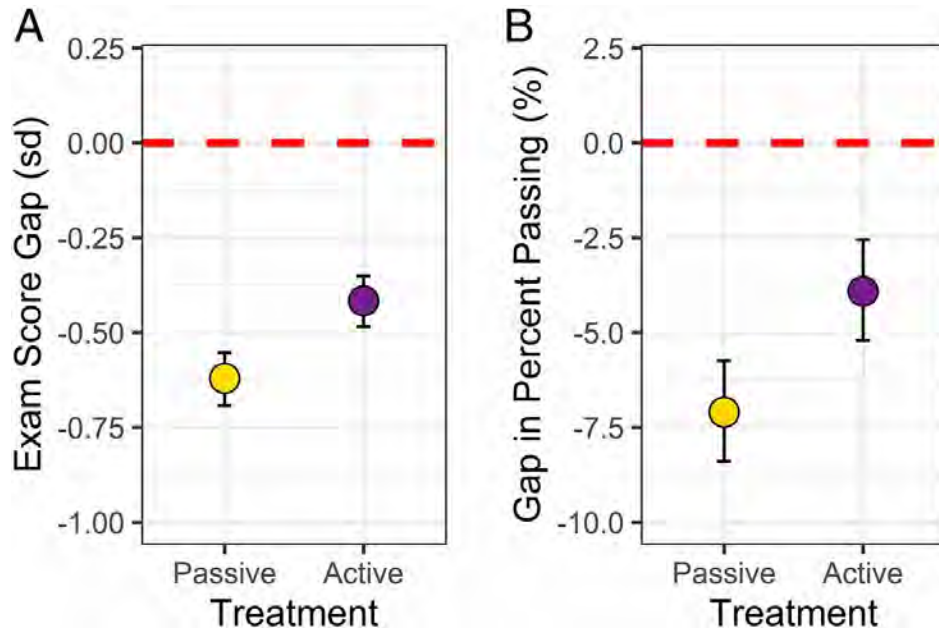 A
Exam Score Gap (sd)
0.25
0.00
-0.25
-0.50
-0.75
-1.00
Passive Active
Treatment
B
Gap in Percent Passing (%)
2.5
0.0
-2.5
-5.0
-7.5
-10.0
Passive Active
Treatment